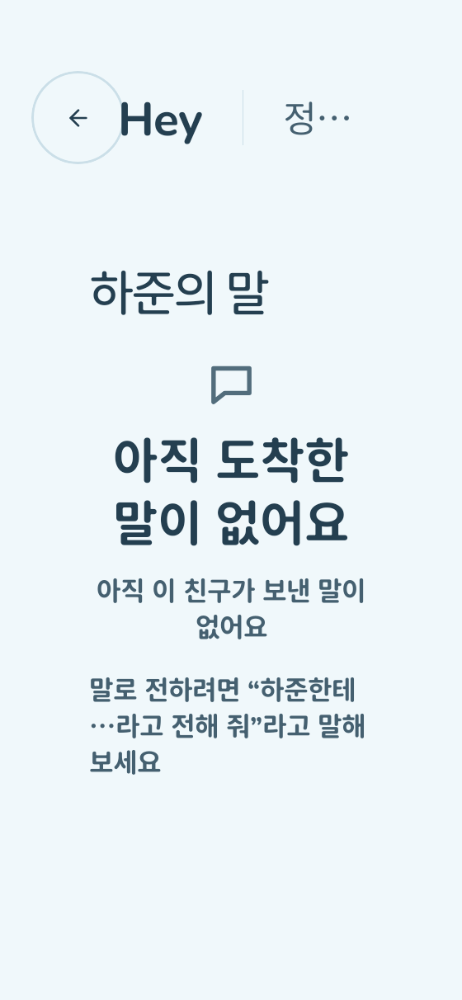 Hey
정…
하준의 말
아직 도착한
말이 없어요
아직 이 친구가 보낸 말이
없어요
말로 전하려면 “하준한테
…라고 전해 줘”라고 말해
보세요